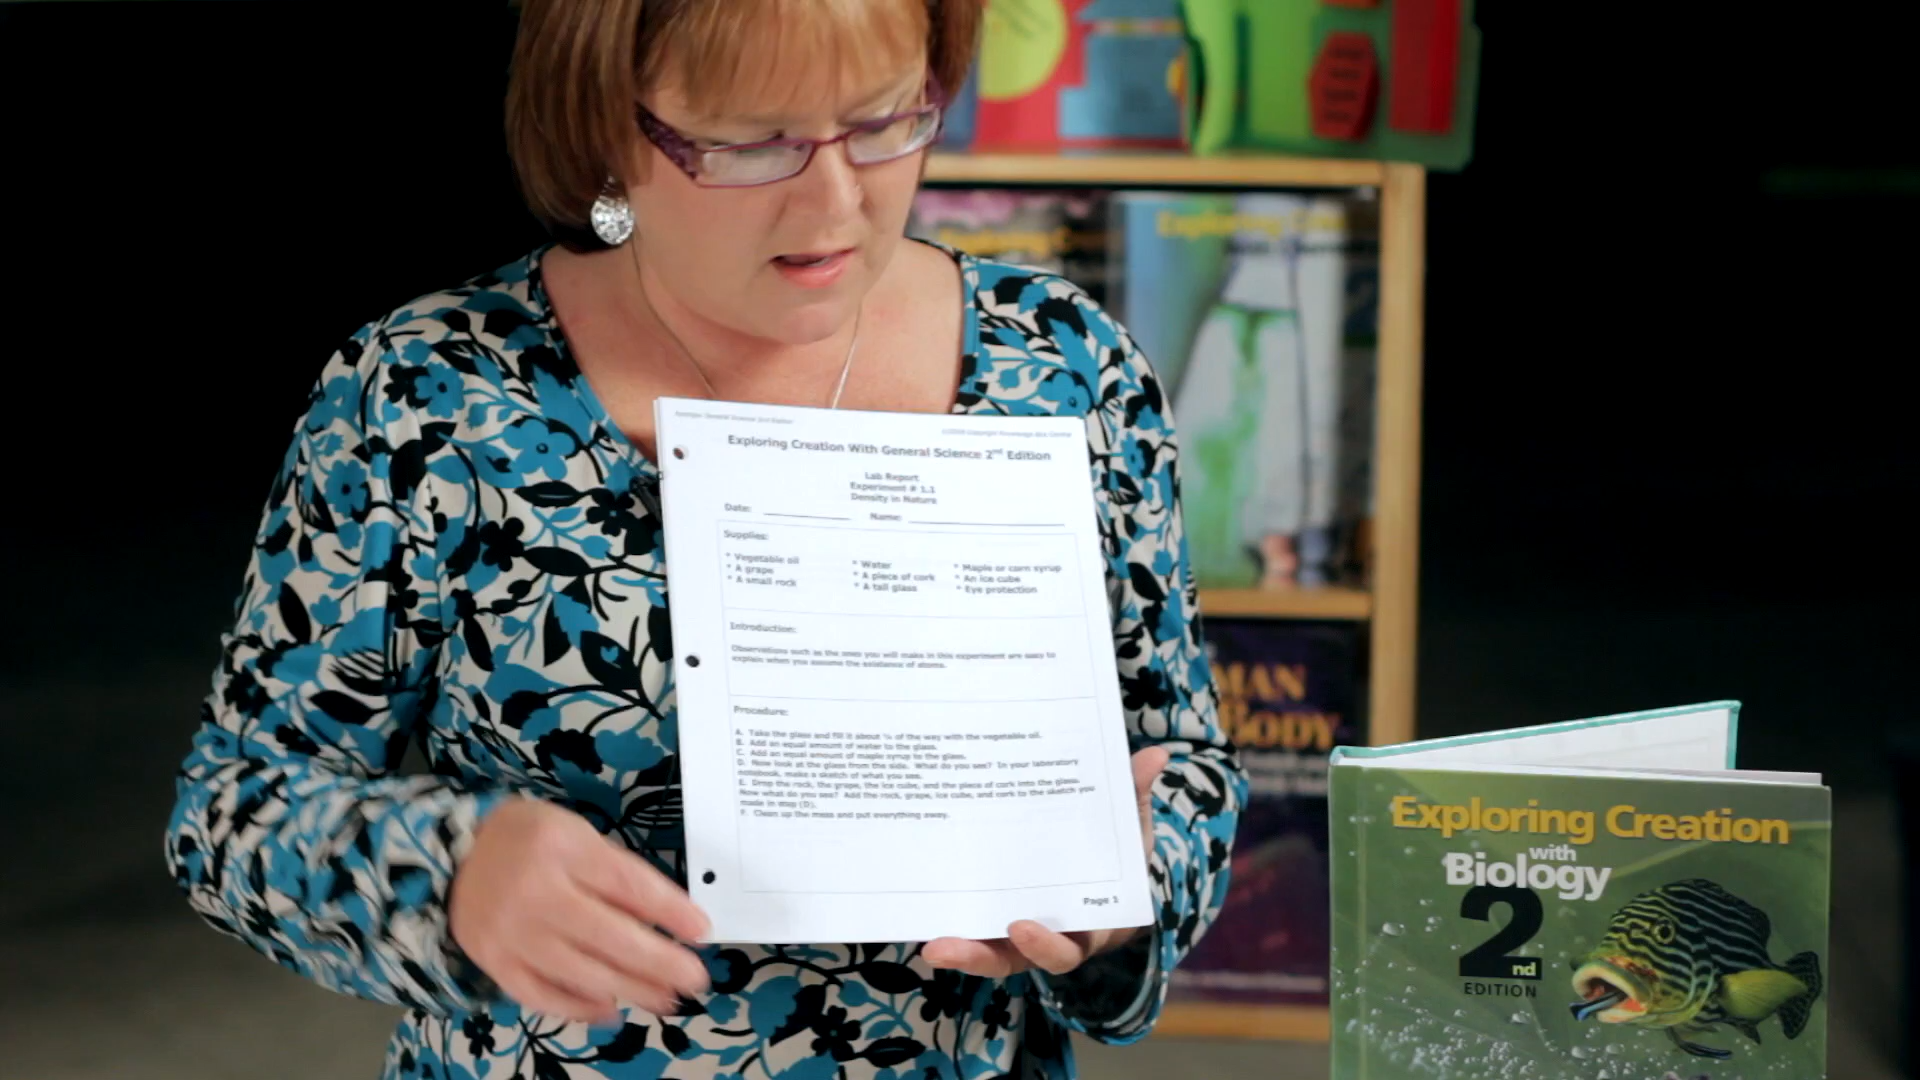 Exploring Creation With General Science 2nd Edition
Lab Report
Experiment # 1.1
Density in Nature
Date: Name:
Supplies:
* Vegetable oil * Water * Maple or corn syrup
* A grape * A piece of cork * An ice cube
* A small rock * A tall glass * Eye protection
Introduction:
Observations such as the ones you will make in this experiment are easy to
explain when you assume the existence of atoms.
Procedure:
A. Take the glass and fill it about ¼ of the way with the vegetable oil.
B. Add an equal amount of water to the glass.
C. Add an equal amount of maple syrup to the glass.
D. Now look at the glass from the side. What do you see? In your laboratory
notebook, make a sketch of what you see.
E. Drop the rock, the grape, the ice cube, and the piece of cork into the glass.
Now what do you see? Add the rock, grape, ice cube, and cork to the sketch you
made in step (D).
F. Clean up the mess and put everything away.
Page 1
Exploring
MAN
BODY
Exploring Creation
with
Biology
2nd
EDITION